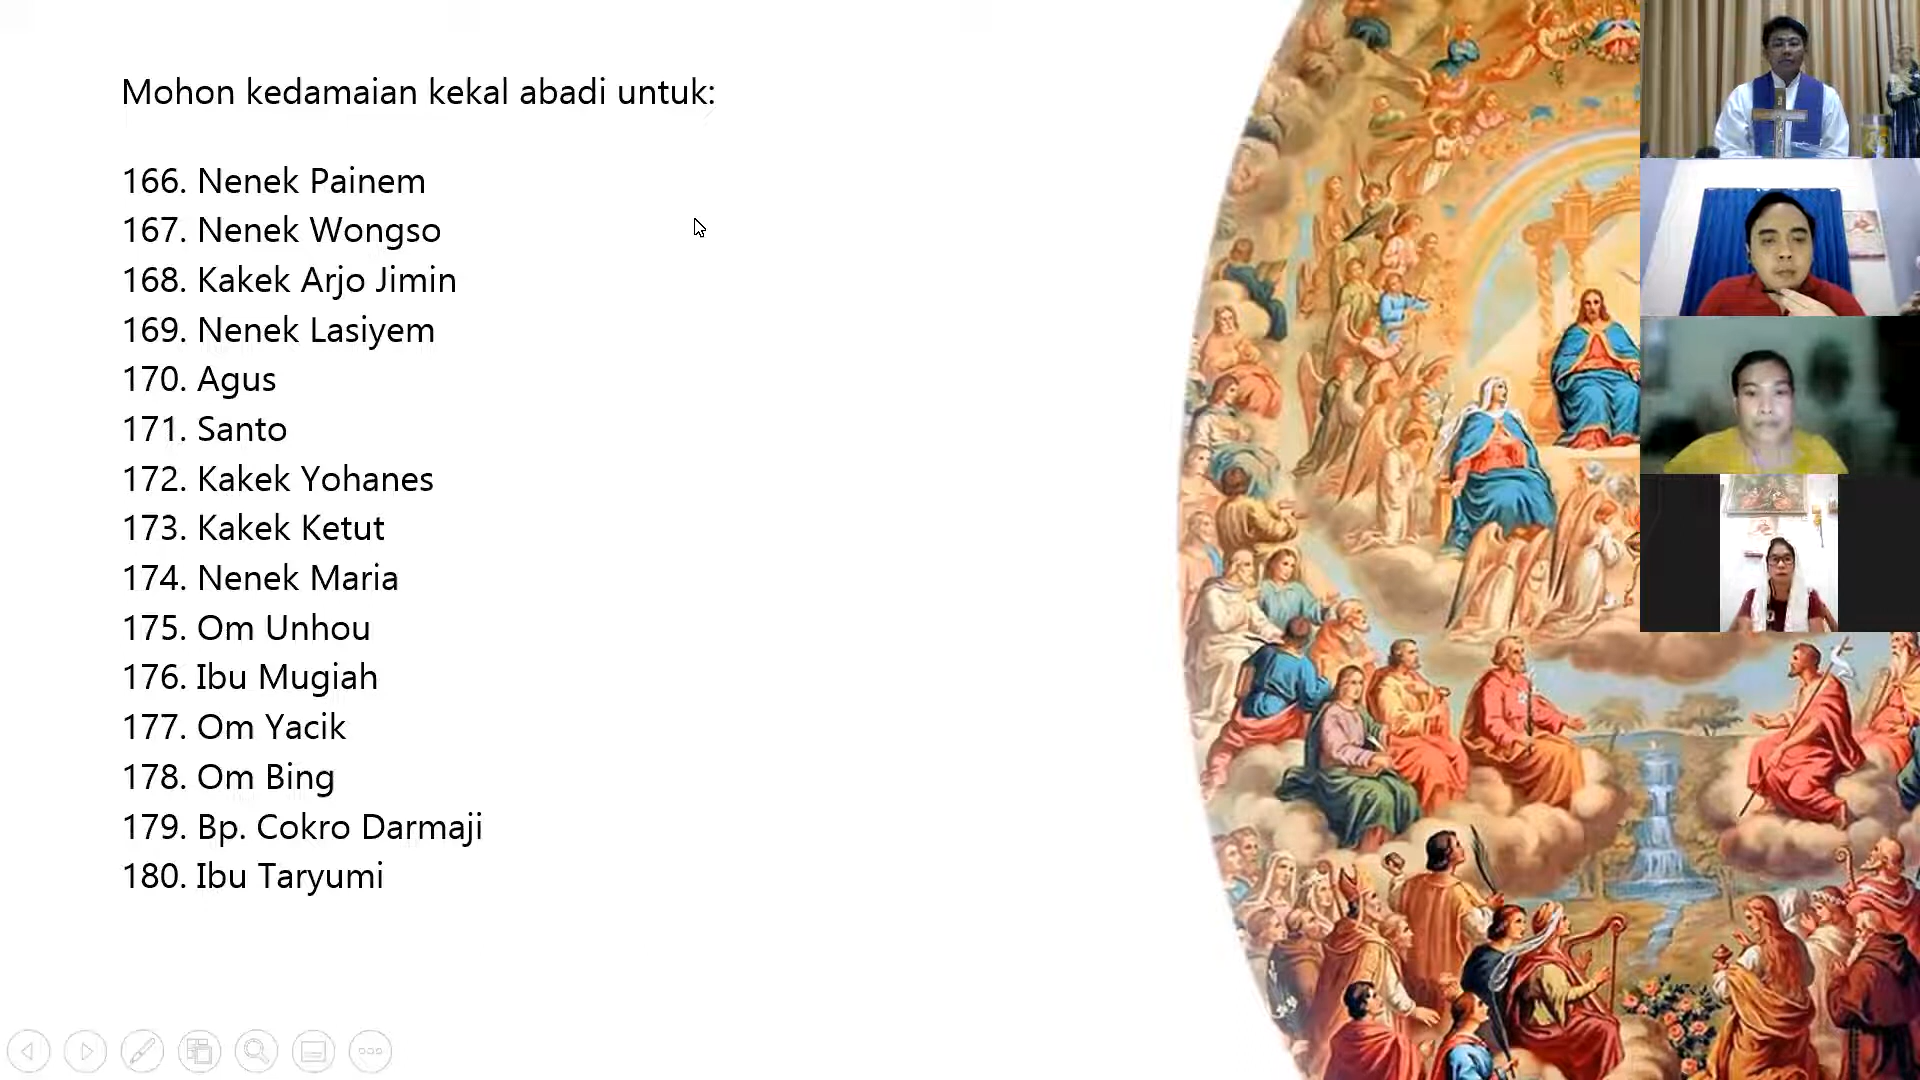 Mohon kedamaian kekal abadi untuk:
166. Nenek Painem
167. Nenek Wongso
168. Kakek Arjo Jimin
169. Nenek Lasiyem
170. Agus
171. Santo
172. Kakek Yohanes
173. Kakek Ketut
174. Nenek Maria
175. Om Unhou
176. Ibu Mugiah
177. Om Yacik
178. Om Bing
179. Bp. Cokro Darmaji
180. Ibu Taryumi